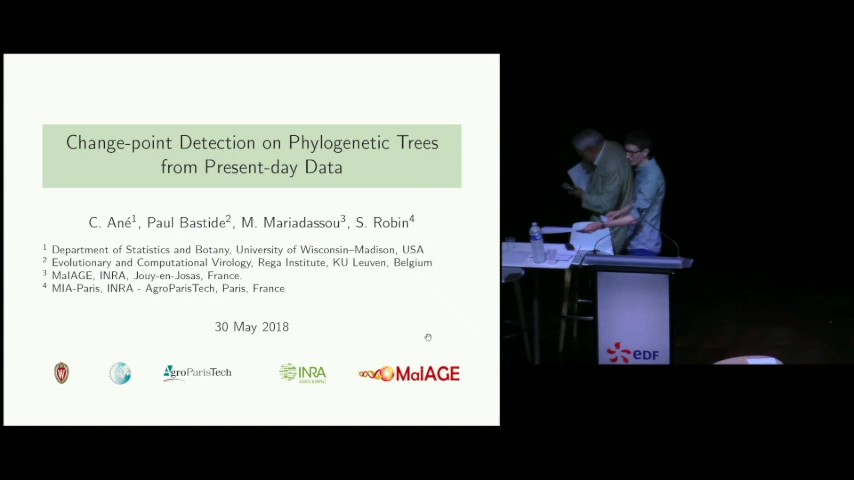 Change-point Detection on Phylogenetic Trees
from Present-day Data
C. Ané¹, Paul Bastide², M. Mariadassou³, S. Robin⁴
¹ Department of Statistics and Botany, University of Wisconsin–Madison, USA
² Evolutionary and Computational Virology, Rega Institute, KU Leuven, Belgium
³ MaIAGE, INRA, Jouy-en-Josas, France.
⁴ MIA-Paris, INRA - AgroParisTech, Paris, France
30 May 2018
AgroParisTech
INRA
SCIENCE & IMPACT
MaIAGE
eDF